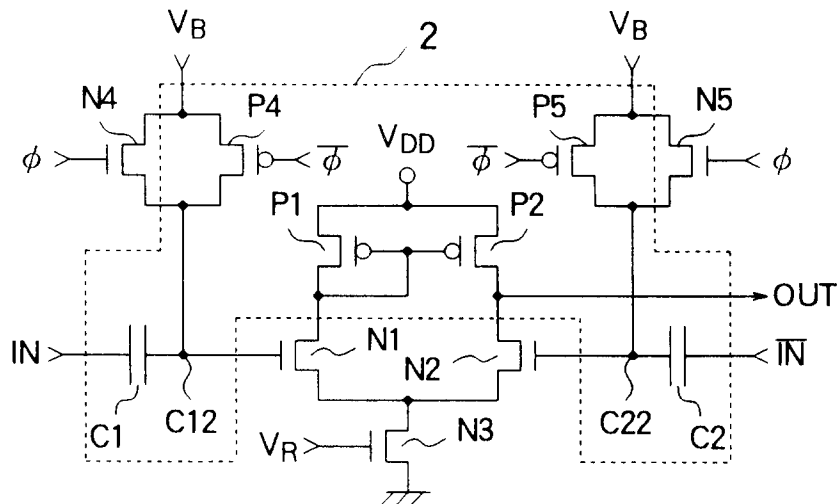 V_B 2 V_B
N4 P4 P5 N5
φ φ̅ V_DD φ̅ φ
P1 P2
OUT
IN N1 N2 I̅N̅
C1 C12 V_R N3 C22 C2